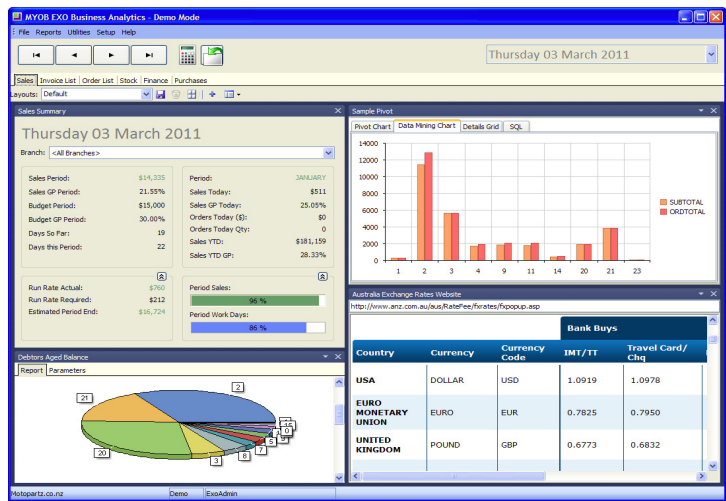 MYOB EXO Business Analytics - Demo Mode
File Reports Utilities Setup Help
Thursday 03 March 2011
Sales Invoice List Order List Stock Finance Purchases
Layouts: Default
Sales Summary
Thursday 03 March 2011
Branch: <All Branches>
Sales Period: $14,335
Sales GP Period: 21.55%
Budget Period: $15,000
Budget GP Period: 30.00%
Days So Far: 19
Days this Period: 22
Period: JANUARY
Sales Today: $511
Sales GP Today: 25.05%
Orders Today ($): $0
Orders Today Qty: 0
Sales YTD: $181,159
Sales YTD GP: 28.33%
Run Rate Actual: $760
Run Rate Required: $212
Estimated Period End: $16,724
Period Sales:
96 %
Period Work Days:
86 %
Debtors Aged Balance
Report Parameters
2
21
20
3
8
7
5
0
Sample Pivot
Pivot Chart Data Mining Chart Details Grid SQL
14000
12000
10000
8000
6000
4000
2000
0
1 2 3 4 9 11 14 20 21 23
SUBTOTAL
ORDTOTAL
Australia Exchange Rates Website
http://www.anz.com.au/aus/RateFee/fxrates/fxpopup.asp
Bank Buys
Country Currency Currency Code IMT/TT Travel Card/ Chq
USA DOLLAR USD 1.0919 1.0978
EURO MONETARY UNION EURO EUR 0.7825 0.7950
UNITED KINGDOM POUND GBP 0.6773 0.6832
Motopartz.co.nz Demo ExoAdmin